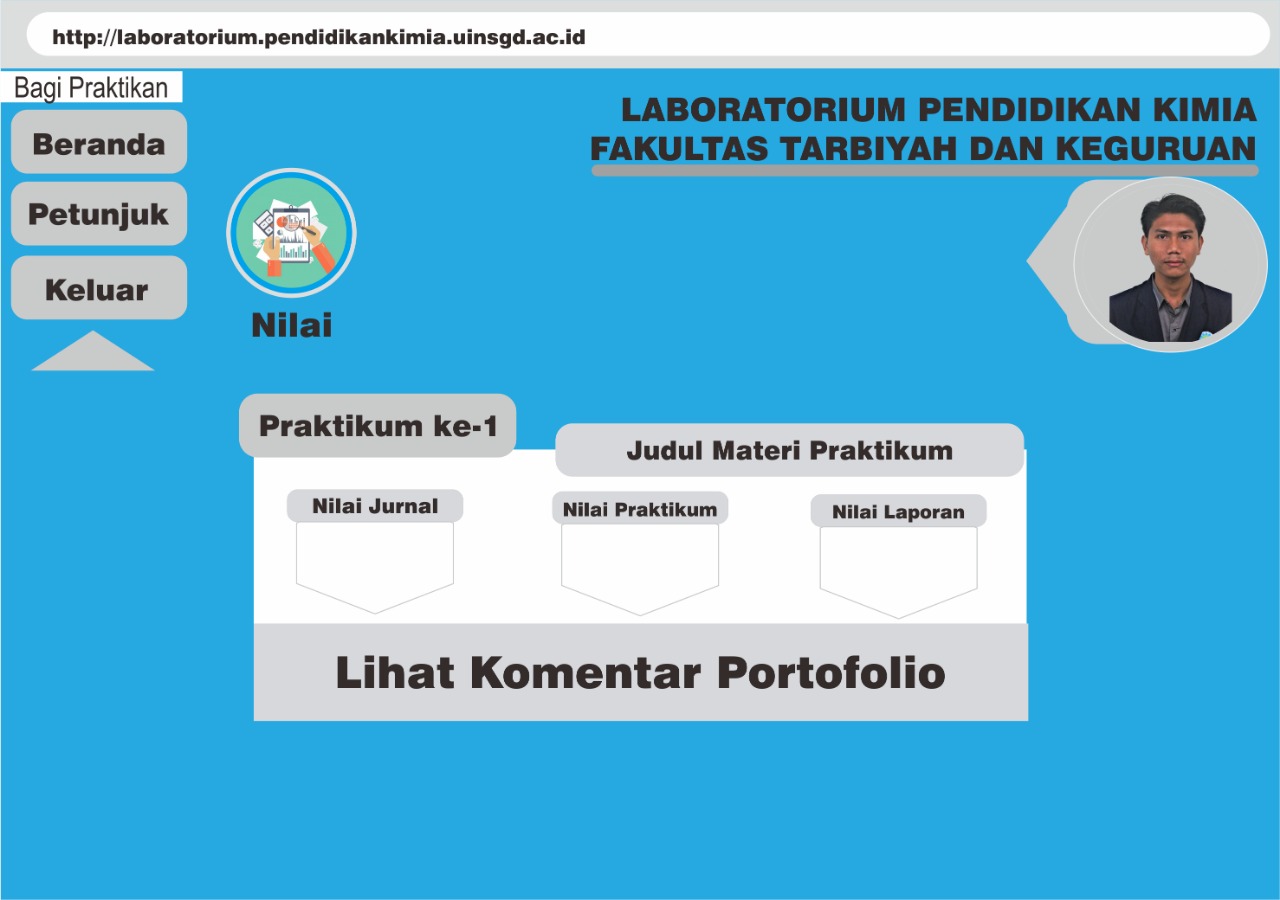 http://laboratorium.pendidikankimia.uinsgd.ac.id
Bagi Praktikan
LABORATORIUM PENDIDIKAN KIMIA
FAKULTAS TARBIYAH DAN KEGURUAN
Beranda
Petunjuk
Keluar
Nilai
Praktikum ke-1
Judul Materi Praktikum
Nilai Jurnal
Nilai Praktikum
Nilai Laporan
Lihat Komentar Portofolio